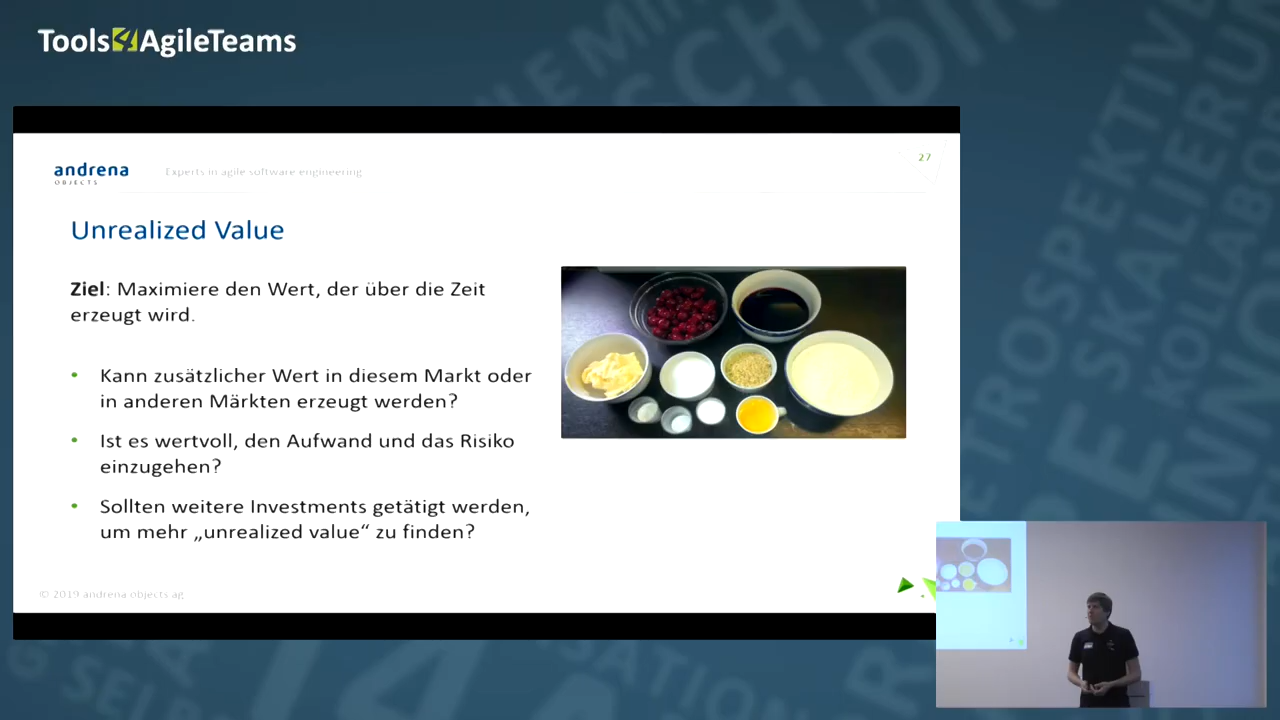 Tools4AgileTeams
andrena
OBJECTS
Experts in agile software engineering
27
Unrealized Value
Ziel: Maximiere den Wert, der über die Zeit
erzeugt wird.
• Kann zusätzlicher Wert in diesem Markt oder
in anderen Märkten erzeugt werden?
• Ist es wertvoll, den Aufwand und das Risiko
einzugehen?
• Sollten weitere Investments getätigt werden,
um mehr „unrealized value“ zu finden?
© 2019 andrena objects ag